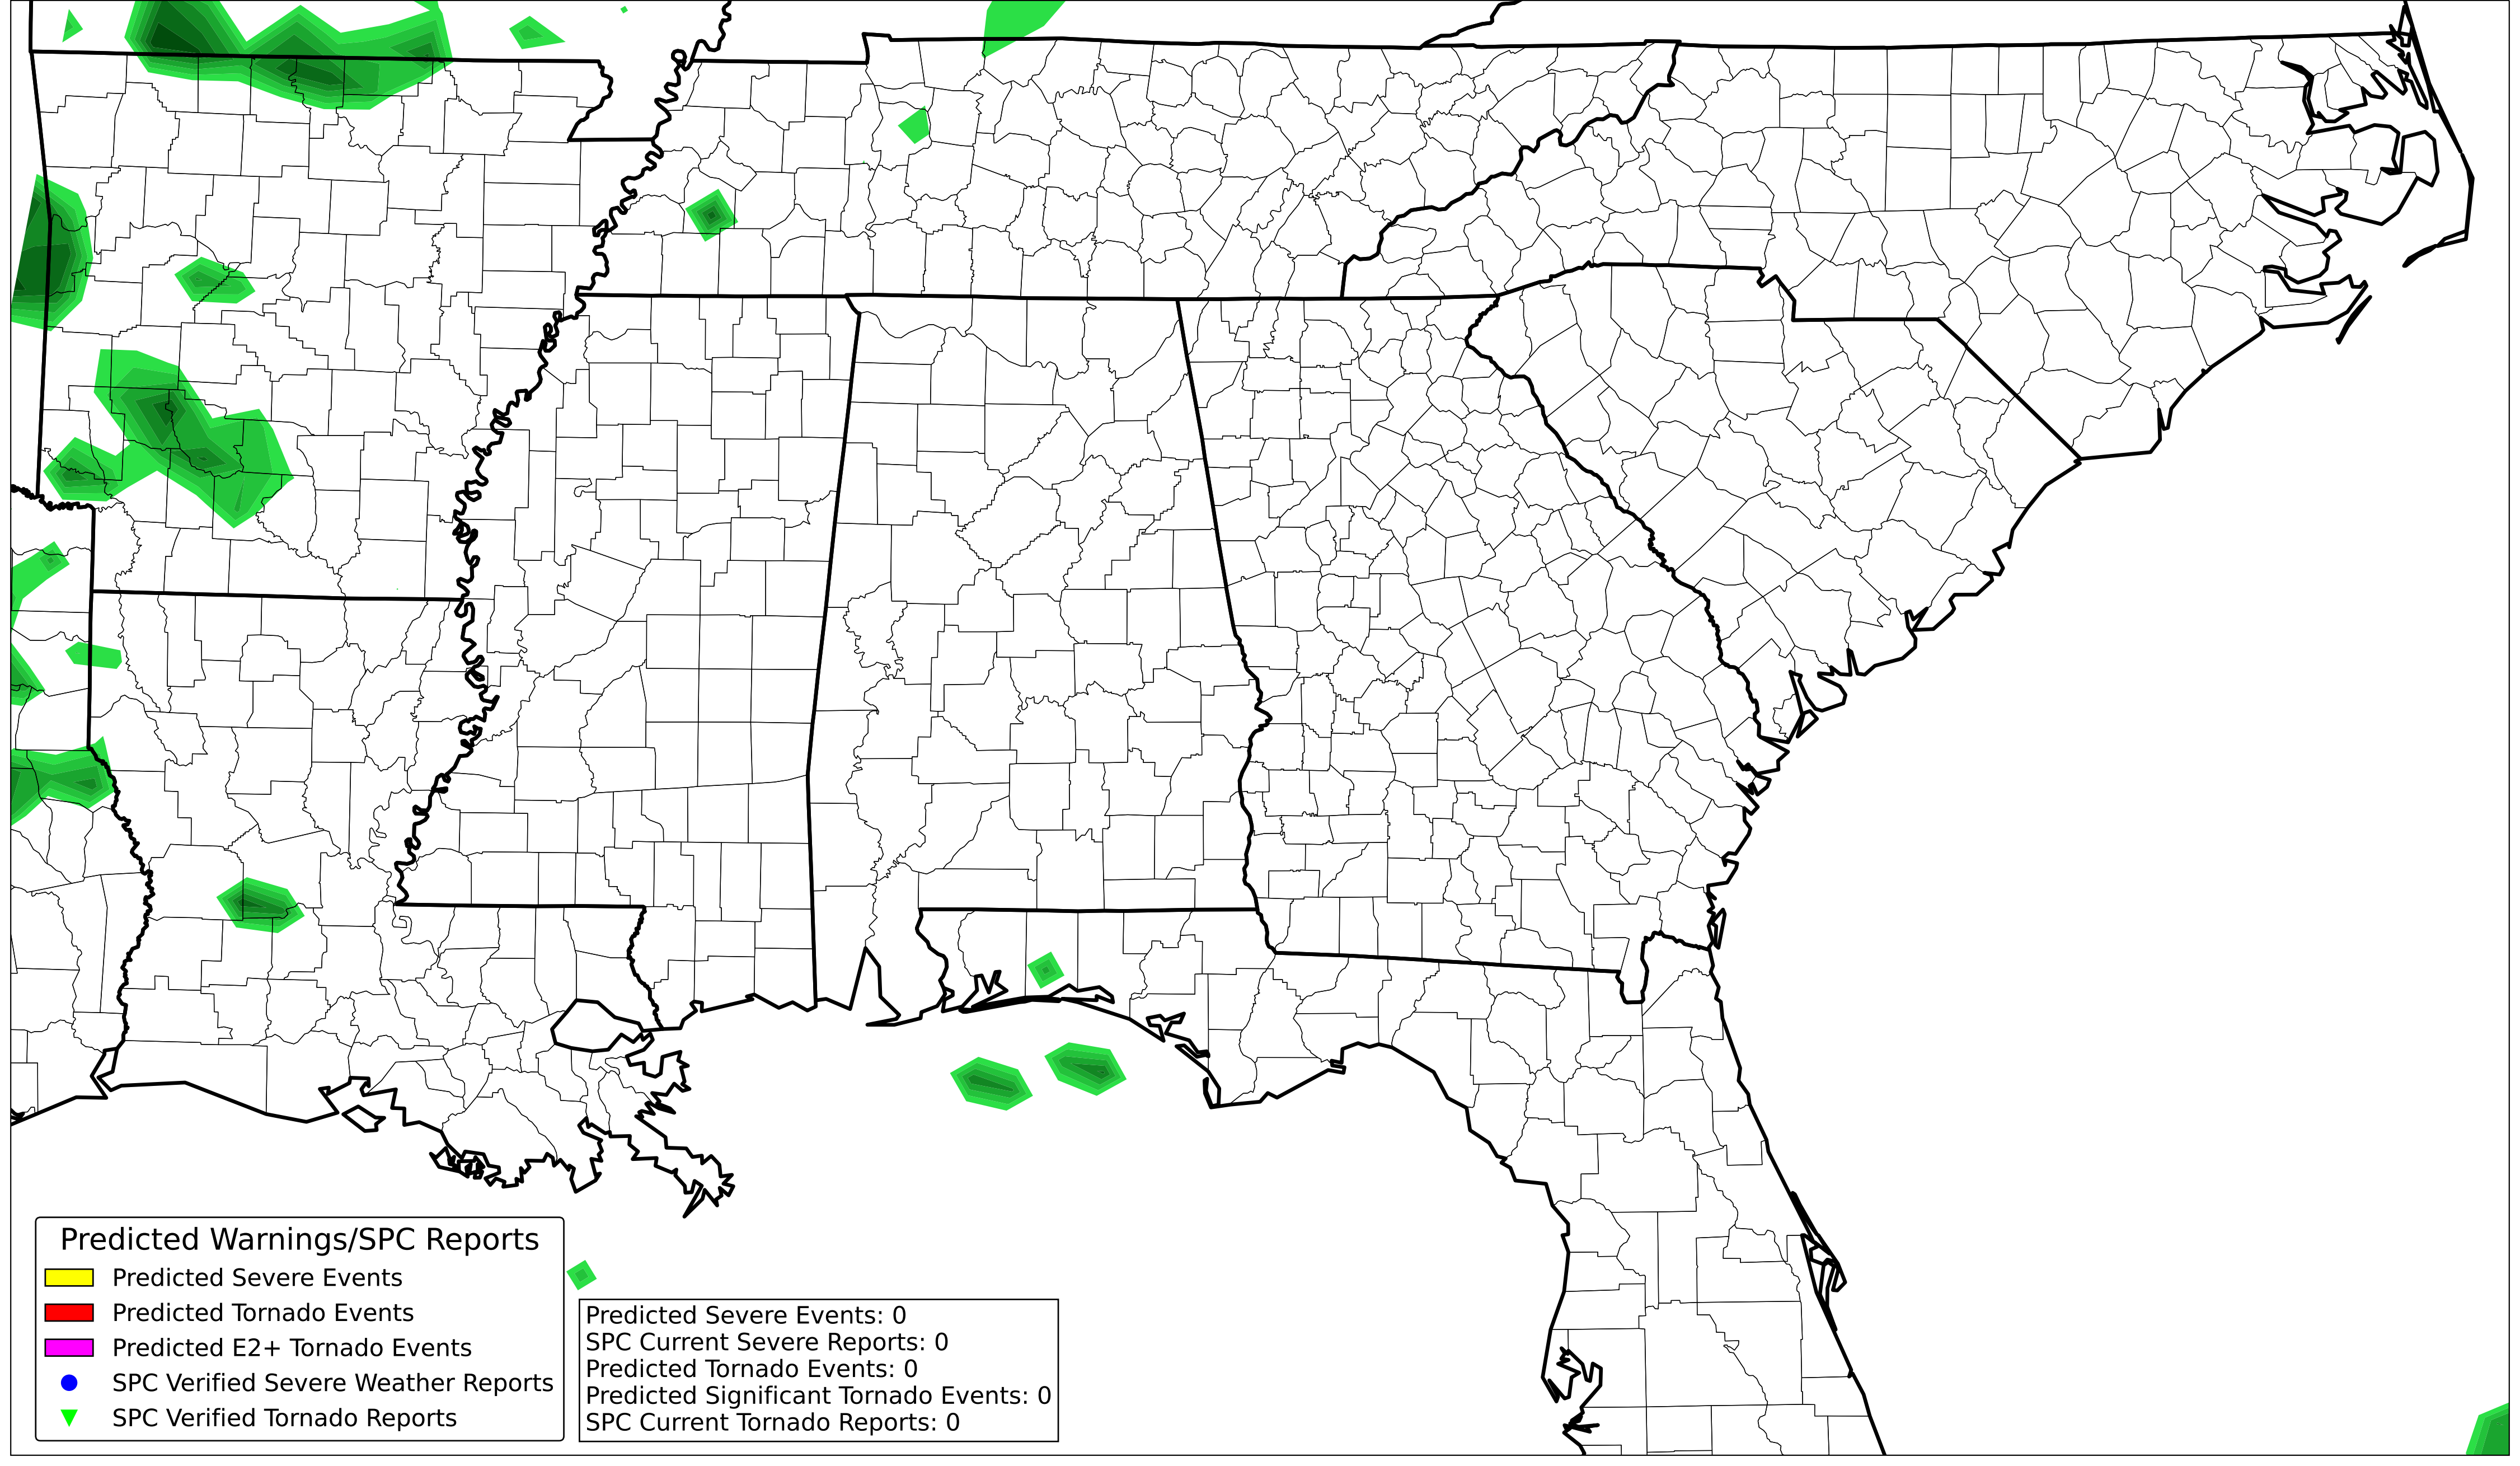 Predicted Warnings/SPC Reports
Predicted Severe Events
Predicted Tornado Events
Predicted E2+ Tornado Events
SPC Verified Severe Weather Reports
SPC Verified Tornado Reports
Predicted Severe Events: 0
SPC Current Severe Reports: 0
Predicted Tornado Events: 0
Predicted Significant Tornado Events: 0
SPC Current Tornado Reports: 0